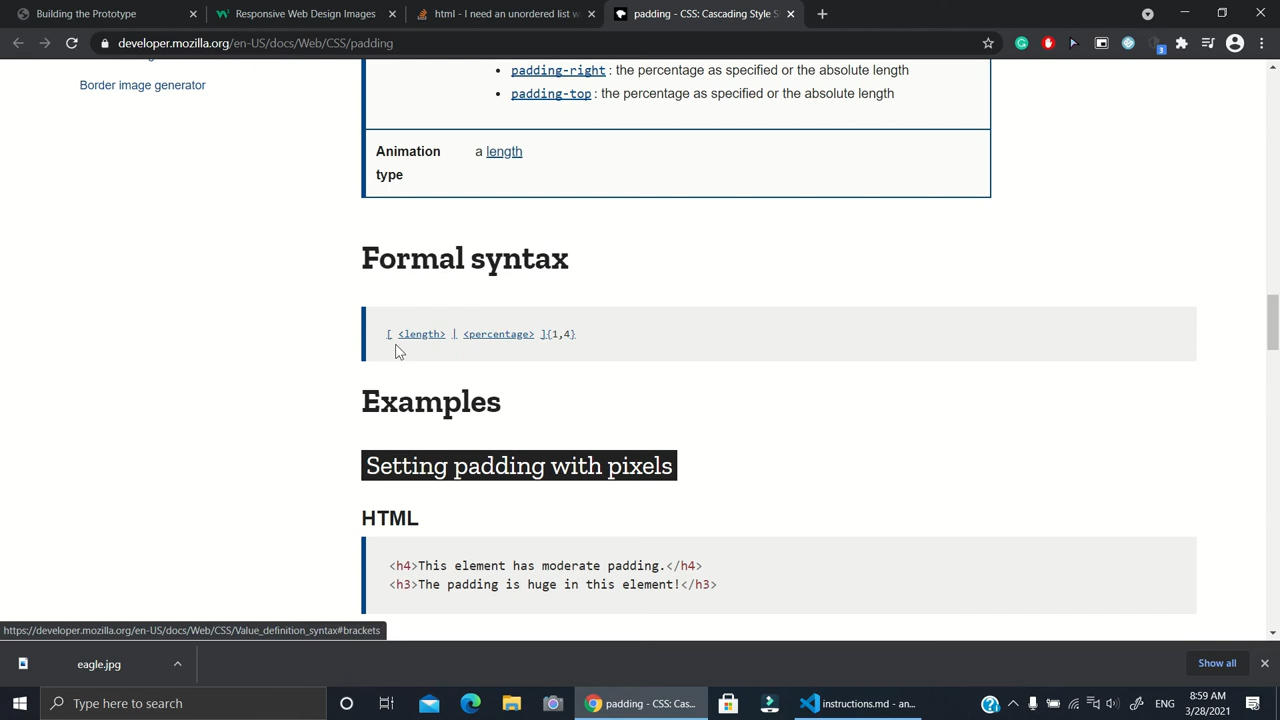 Building the Prototype
Responsive Web Design Images
html - I need an unordered list w
padding - CSS: Cascading Style S
developer.mozilla.org/en-US/docs/Web/CSS/padding
3
Border image generator
padding-right : the percentage as specified or the absolute length
padding-top : the percentage as specified or the absolute length
Animation type
a length
Formal syntax
[ <length> | <percentage> ]{1,4}
Examples
Setting padding with pixels
HTML
<h4>This element has moderate padding.</h4>
<h3>The padding is huge in this element!</h3>
https://developer.mozilla.org/en-US/docs/Web/CSS/Value_definition_syntax#brackets
eagle.jpg
Show all
Type here to search
padding - CSS: Cas...
instructions.md - an...
ENG
8:59 AM
3/28/2021